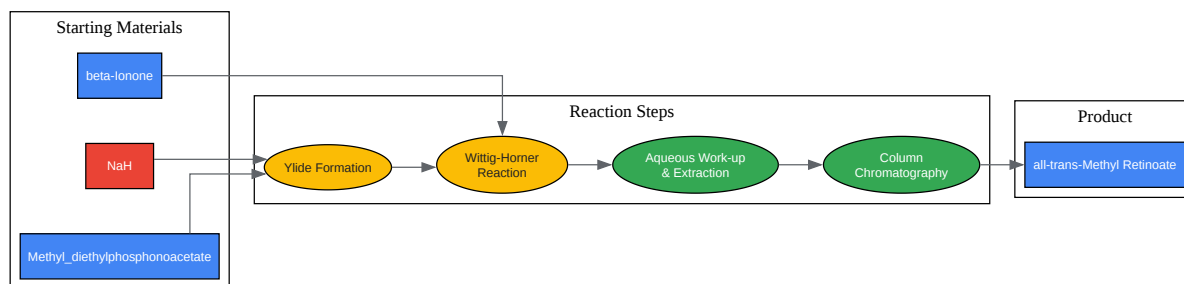 Starting Materials
beta-Ionone
NaH
Methyl_diethylphosphonoacetate
Reaction Steps
Ylide Formation
Wittig-Horner
Reaction
Aqueous Work-up
& Extraction
Column
Chromatography
Product
all-trans-Methyl Retinoate